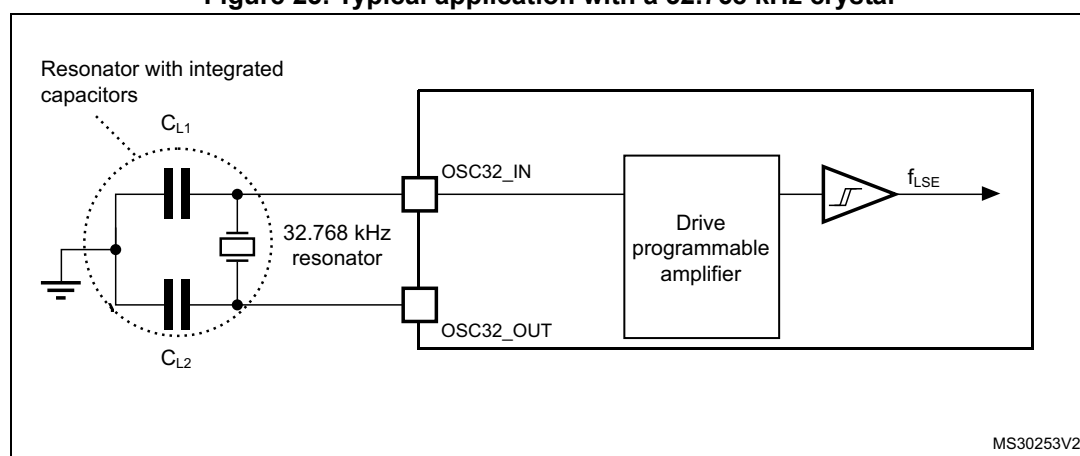 Resonator with integrated
capacitors
CL1
OSC32_IN
fLSE
32.768 kHz
resonator
Drive
programmable
amplifier
OSC32_OUT
CL2
MS30253V2